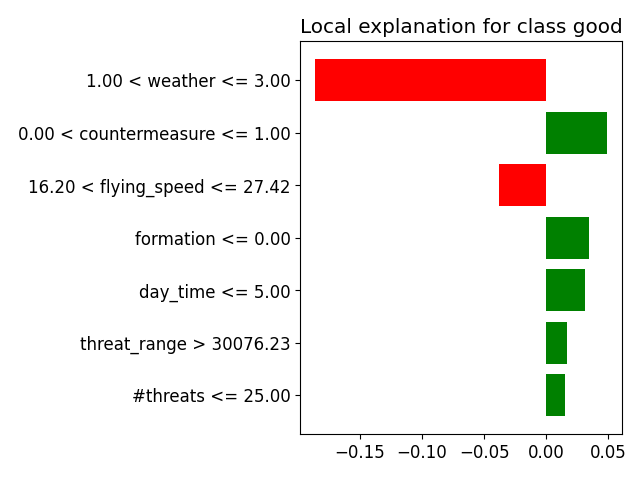 Local explanation for class good
1.00 < weather <= 3.00
0.00 < countermeasure <= 1.00
16.20 < flying_speed <= 27.42
formation <= 0.00
day_time <= 5.00
threat_range > 30076.23
#threats <= 25.00
−0.15 −0.10 −0.05 0.00 0.05